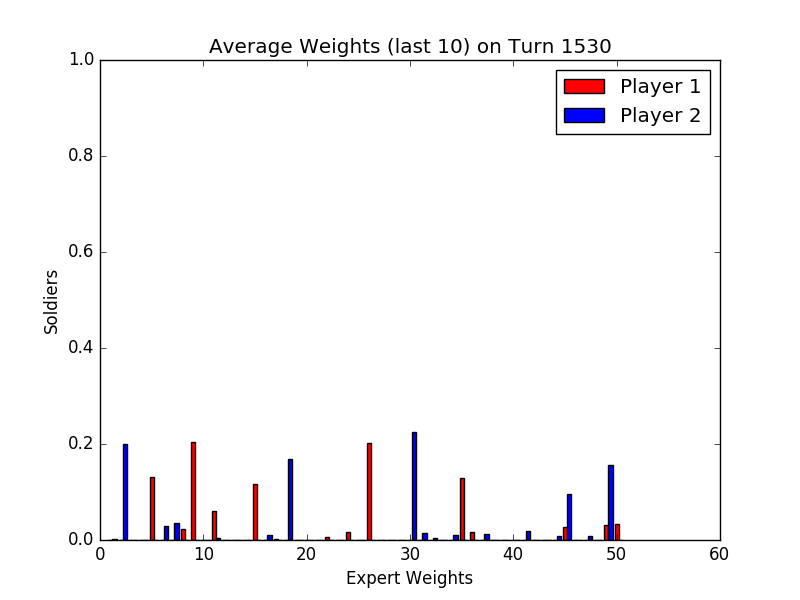 Average Weights (last 10) on Turn 1530
1.0
Player 1
Player 2
0.8
0.6
Soldiers
0.4
0.2
0.0
0 10 20 30 40 50 60
Expert Weights